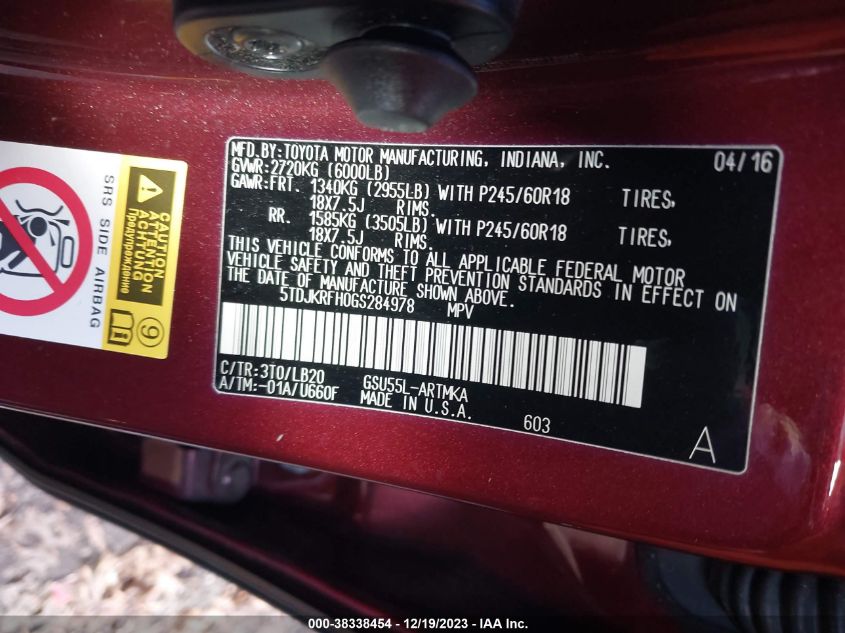 MFD.BY:TOYOTA MOTOR MANUFACTURING, INDIANA, INC. 04/16
GVWR:2720KG (6000LB)
GAWR:FRT. 1340KG (2955LB) WITH P245/60R18 TIRES,
18X7.5J RIMS.
RR. 1585KG (3505LB) WITH P245/60R18 TIRES,
18X7.5J RIMS.
THIS VEHICLE CONFORMS TO ALL APPLICABLE FEDERAL MOTOR
VEHICLE SAFETY AND THEFT PREVENTION STANDARDS IN EFFECT ON
THE DATE OF MANUFACTURE SHOWN ABOVE.
5TDJKRFH0GS284978 MPV
C/TR:3T0/LB20
A/TM:-01A/U660F GSU55L-ARTMKA
MADE IN U.S.A.
603
A
SRS SIDE AIRBAG
CAUTION
ATTENTION
ACHTUNG
Предупреждение
9
000-38338454 - 12/19/2023 - IAA Inc.